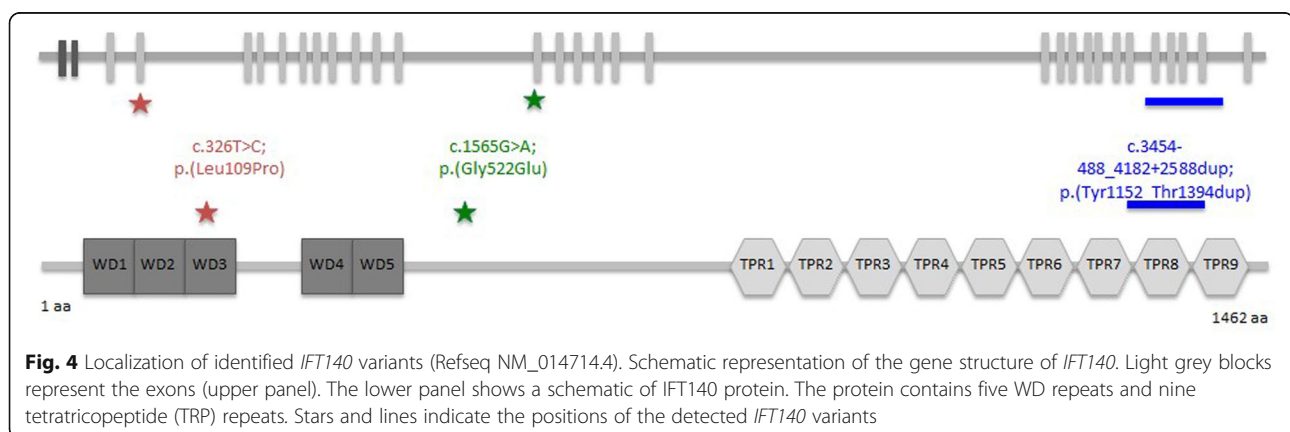 c.326T>C;
p.(Leu109Pro)
c.1565G>A;
p.(Gly522Glu)
c.3454-
488_4182+2588dup;
p.(Tyr1152_Thr1394dup)
WD1 WD2 WD3 WD4 WD5 TPR1 TPR2 TPR3 TPR4 TPR5 TPR6 TPR7 TPR8 TPR9
1 aa 1462 aa
Fig. 4 Localization of identified IFT140 variants (Refseq NM_014714.4). Schematic representation of the gene structure of IFT140. Light grey blocks
represent the exons (upper panel). The lower panel shows a schematic of IFT140 protein. The protein contains five WD repeats and nine
tetratricopeptide (TRP) repeats. Stars and lines indicate the positions of the detected IFT140 variants